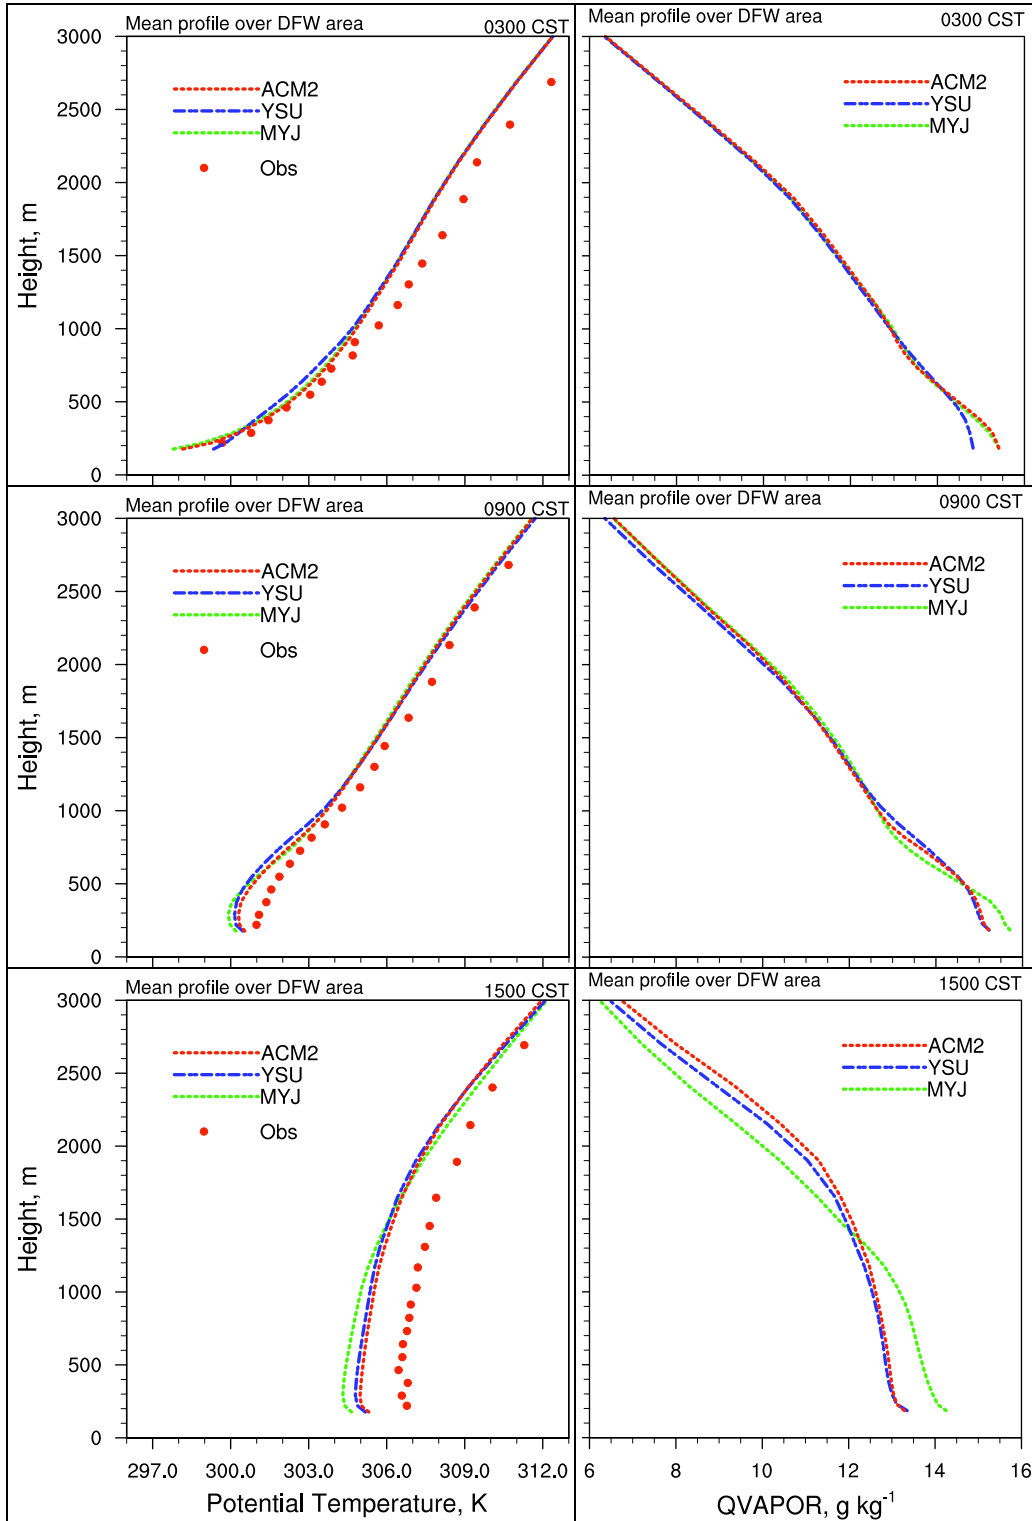 Mean profile over DFW area 0300 CST
3000
2500
2000
1500
1000
500
0
Height, m
ACM2
YSU
MYJ
Obs
Mean profile over DFW area 0300 CST
ACM2
YSU
MYJ
Mean profile over DFW area 0900 CST
3000
2500
2000
1500
1000
500
0
Height, m
ACM2
YSU
MYJ
Obs
Mean profile over DFW area 0900 CST
ACM2
YSU
MYJ
Mean profile over DFW area 1500 CST
3000
2500
2000
1500
1000
500
0
Height, m
ACM2
YSU
MYJ
Obs
297.0 300.0 303.0 306.0 309.0 312.0
Potential Temperature, K
Mean profile over DFW area 1500 CST
ACM2
YSU
MYJ
6 8 10 12 14 16
QVAPOR, g kg⁻¹